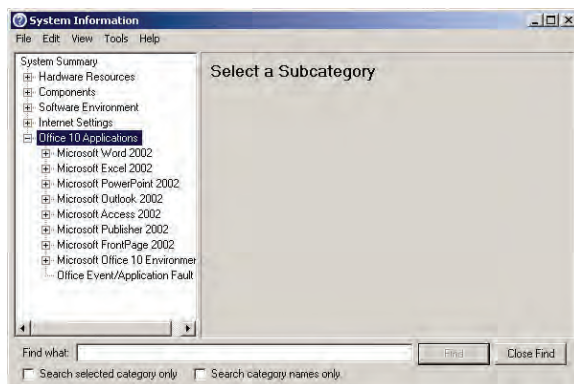 System Information
File Edit View Tools Help
System Summary
Hardware Resources
Components
Software Environment
Internet Settings
Office 10 Applications
Microsoft Word 2002
Microsoft Excel 2002
Microsoft PowerPoint 2002
Microsoft Outlook 2002
Microsoft Access 2002
Microsoft Publisher 2002
Microsoft FrontPage 2002
Microsoft Office 10 Environmer
Office Event/Application Fault
Select a Subcategory
Find what:
Find
Close Find
Search selected category only
Search category names only